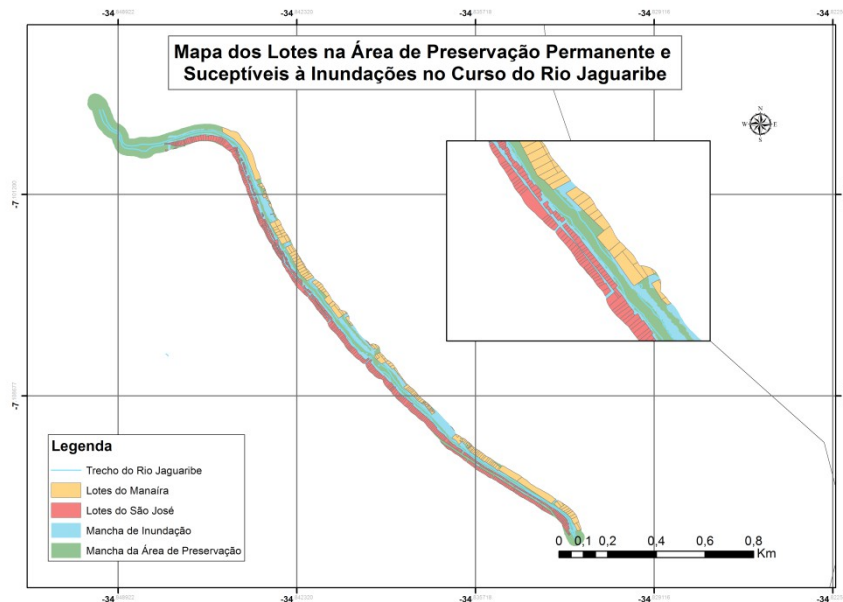 -34
-34
-34
-34
-34
Mapa dos Lotes na Área de Preservação Permanente e
Suceptíveis à Inundações no Curso do Rio Jaguaribe
N
W
E
S
-7
-7
Legenda
Trecho do Rio Jaguaribe
Lotes do Manaíra
Lotes do São José
Mancha de Inundação
Mancha da Área de Preservação
0 0,1 0,2 0,4 0,6 0,8
Km
-34
-34
-34
-34
-34